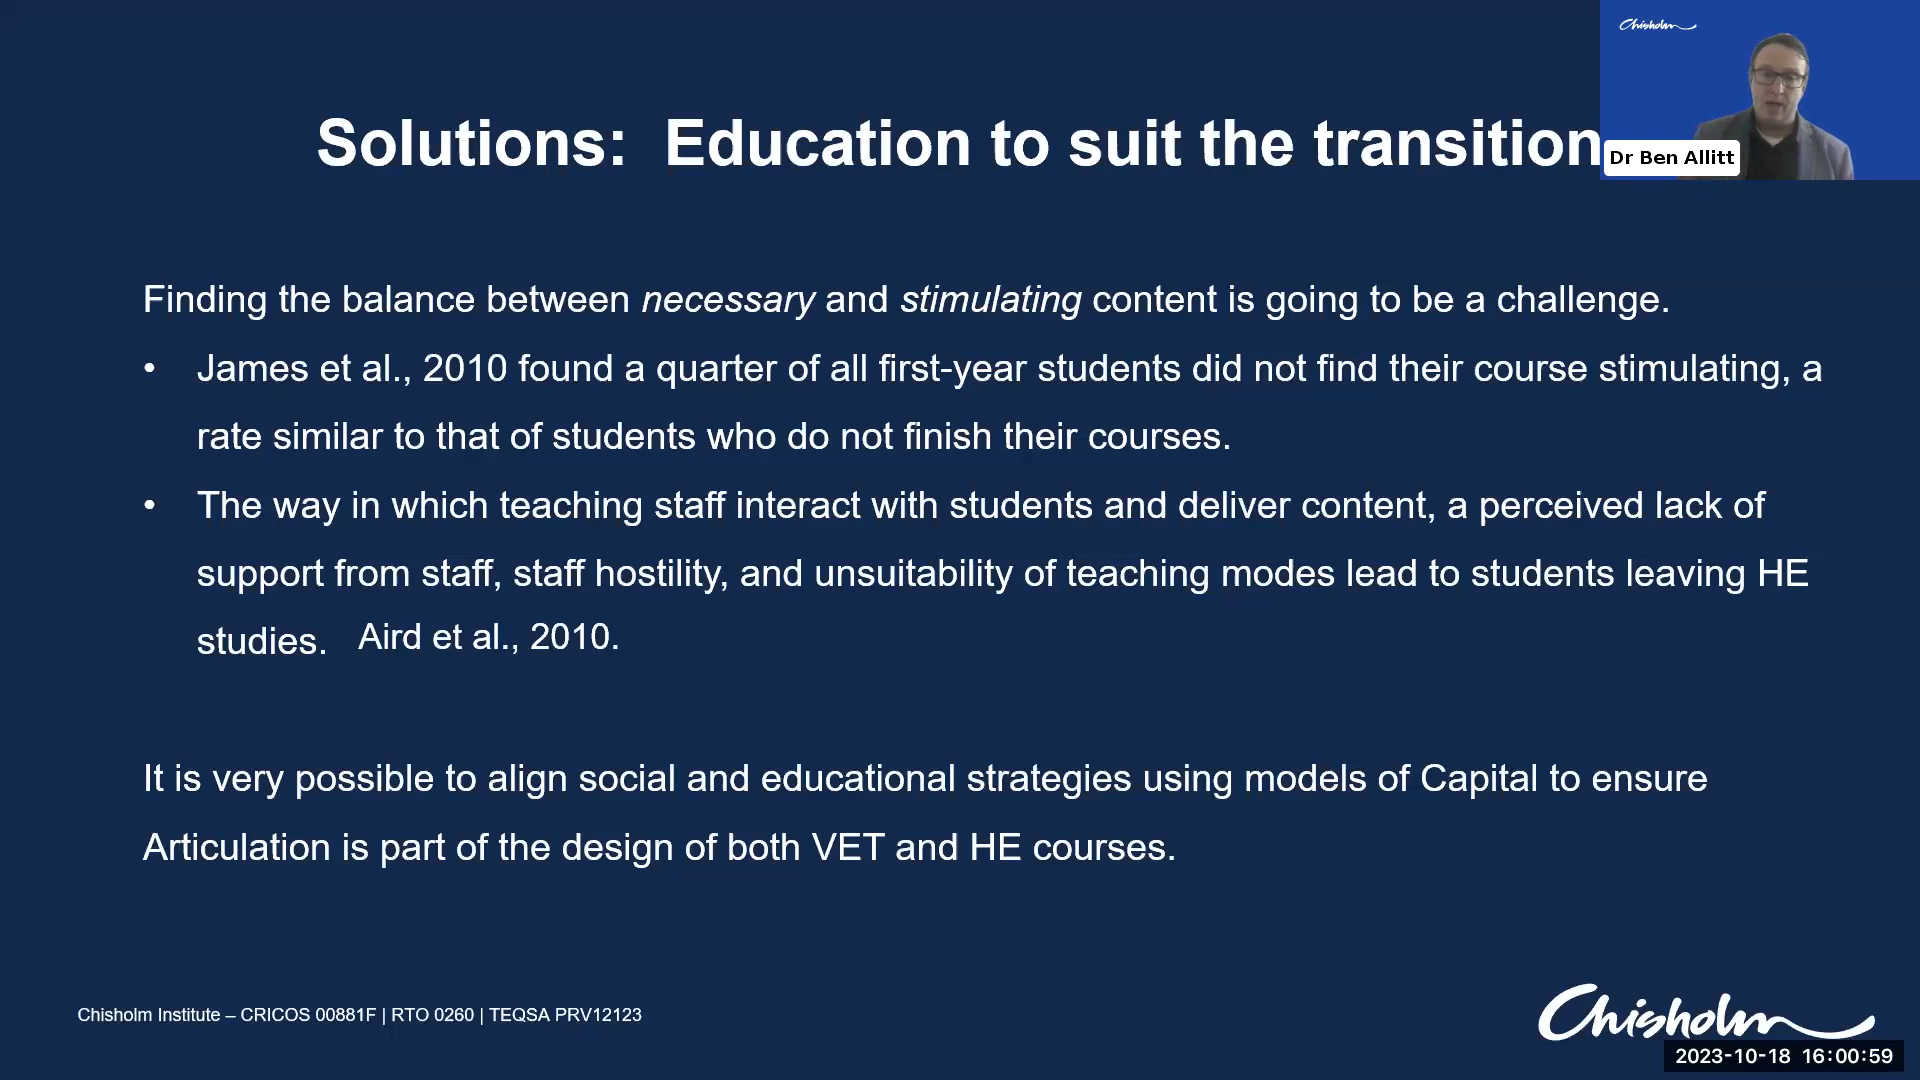 Chisholm
Solutions:  Education to suit the transition
Dr Ben Allitt
Finding the balance between necessary and stimulating content is going to be a challenge.
• James et al., 2010 found a quarter of all first-year students did not find their course stimulating, a
rate similar to that of students who do not finish their courses.
• The way in which teaching staff interact with students and deliver content, a perceived lack of
support from staff, staff hostility, and unsuitability of teaching modes lead to students leaving HE
studies. Aird et al., 2010.
It is very possible to align social and educational strategies using models of Capital to ensure
Articulation is part of the design of both VET and HE courses.
Chisholm Institute – CRICOS 00881F | RTO 0260 | TEQSA PRV12123
Chisholm
2023-10-18 16:00:59